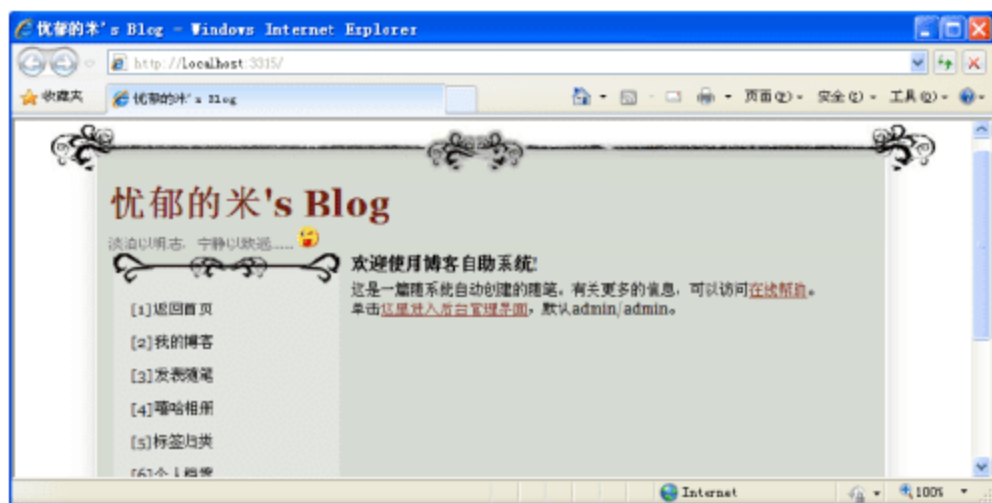 忧郁的米's Blog - Windows Internet Explorer
http://localhost:3315/
收藏夹
忧郁的米's Blog
页面(P)
安全(S)
工具(O)
忧郁的米's Blog
淡泊以明志，宁静以致远......
欢迎使用博客自助系统!
这是一篇随系统自动创建的随笔。有关更多的信息，可以访问在线帮助。
单击这里进入后台管理界面，默认admin/admin。
[1]返回首页
[2]我的博客
[3]发表随笔
[4]嘻哈相册
[5]标签归类
[6]个人档案
Internet
100%